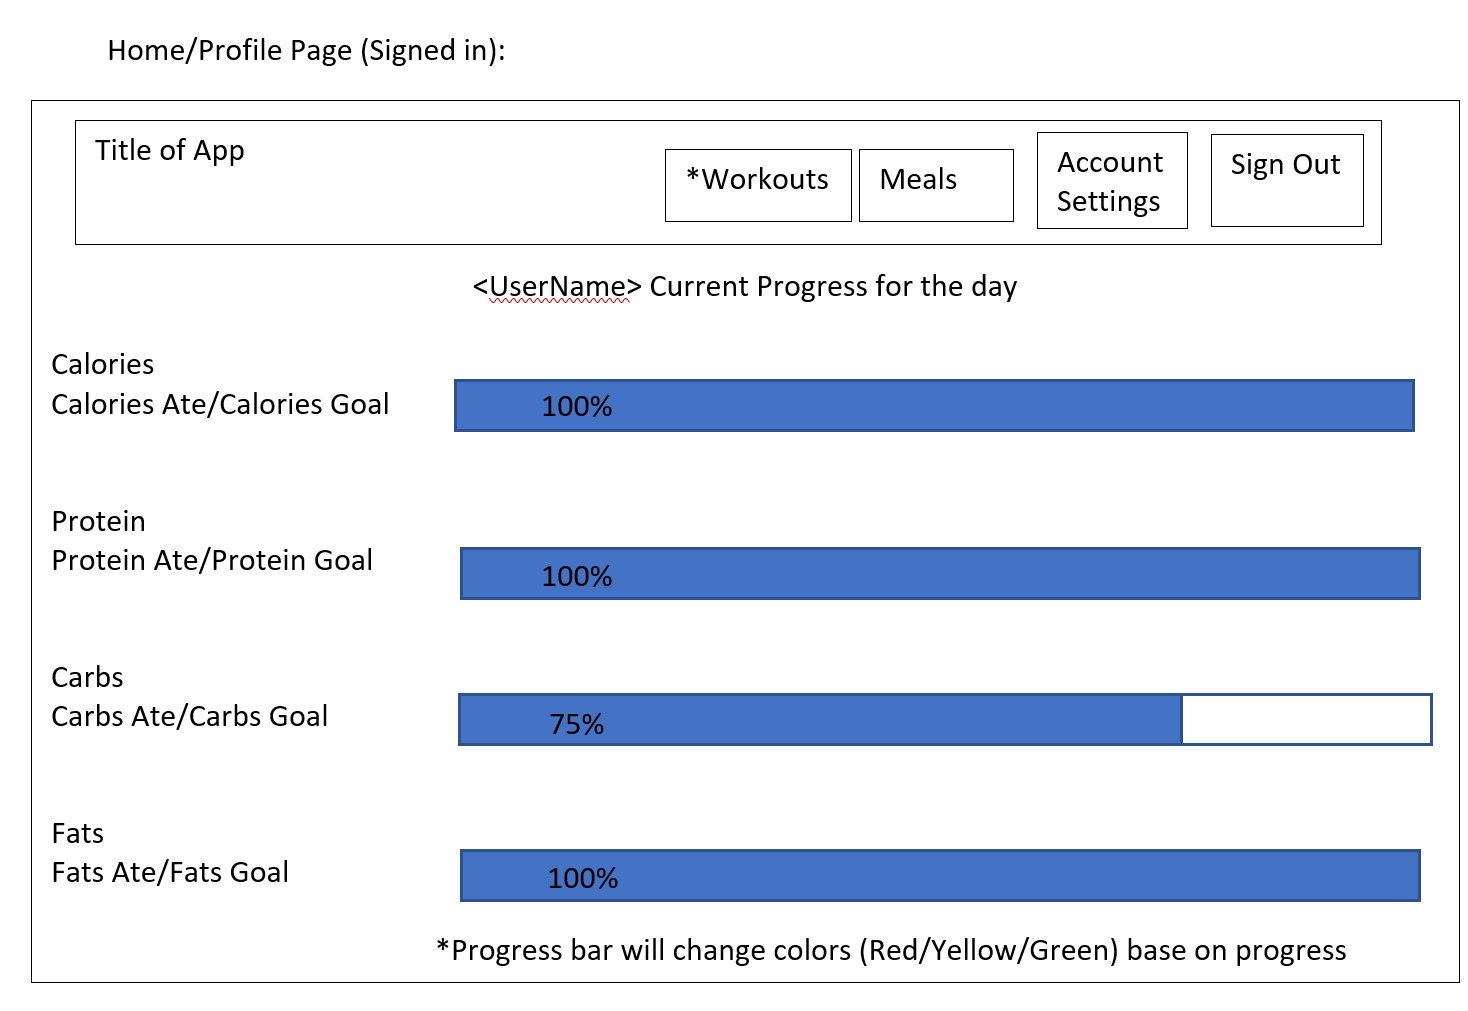 Home/Profile Page (Signed in):
Title of App
*Workouts
Meals
Account
Settings
Sign Out
<UserName> Current Progress for the day
Calories
Calories Ate/Calories Goal
100%
Protein
Protein Ate/Protein Goal
100%
Carbs
Carbs Ate/Carbs Goal
75%
Fats
Fats Ate/Fats Goal
100%
*Progress bar will change colors (Red/Yellow/Green) base on progress